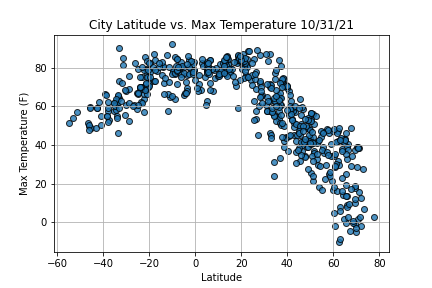 City Latitude vs. Max Temperature 10/31/21
Max Temperature (F)
80
60
40
20
0
−60 −40 −20 0 20 40 60 80
Latitude